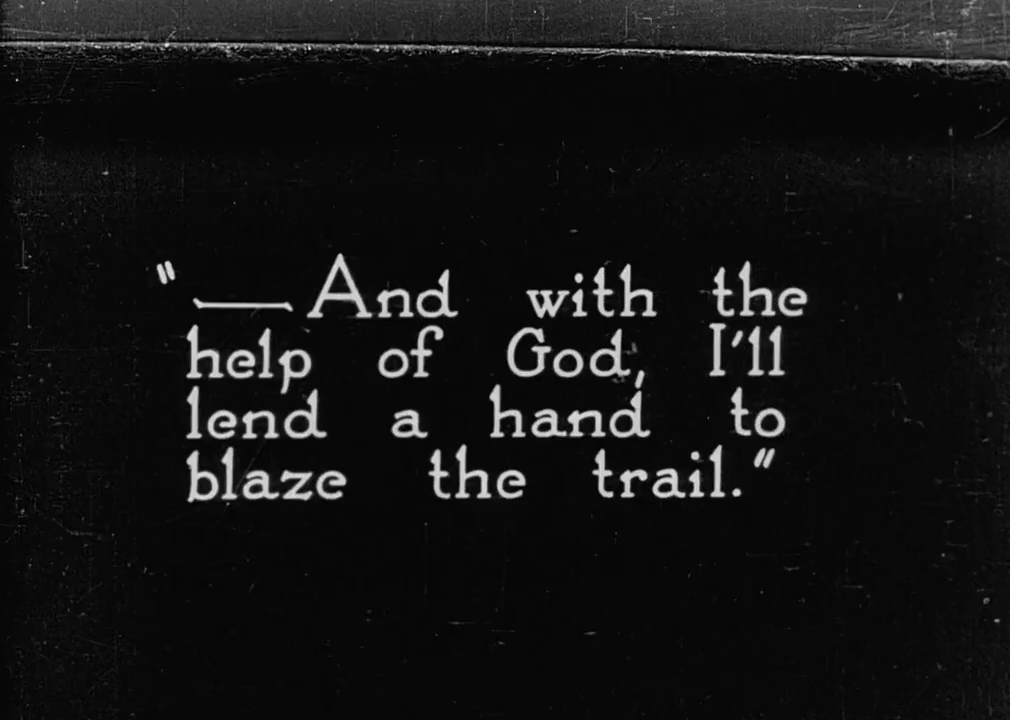 "—And with the
help of God, I'll
lend a hand to
blaze the trail."